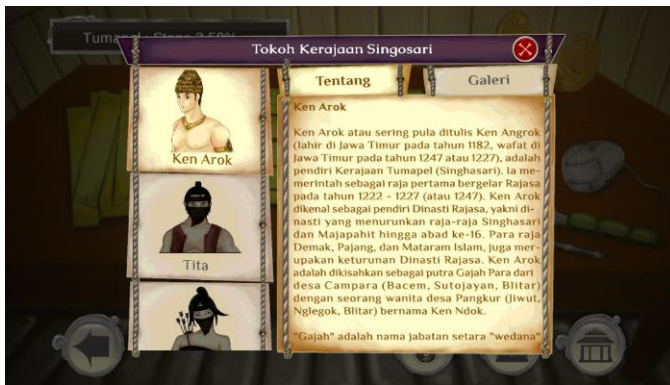 Tokoh Kerajaan Singosari
Tentang
Galeri
Ken Arok
Tita
Ken Arok
Ken Arok atau sering pula ditulis Ken Angrok
(lahir di Jawa Timur pada tahun 1182, wafat di
Jawa Timur pada tahun 1247 atau 1227), adalah
pendiri Kerajaan Tumapel (Singhasari). Ia me-
merintah sebagai raja pertama bergelar Rajasa
pada tahun 1222 - 1227 (atau 1247). Ken Arok
dikenal sebagai pendiri Dinasti Rajasa, yakni di-
nasti yang menurunkan raja-raja Singhasari
dan Majapahit hingga abad ke-16. Para raja
Demak, Pajang, dan Mataram Islam, juga mer-
upakan keturunan Dinasti Rajasa. Ken Arok
adalah dikisahkan sebagai putra Gajah Para dari
desa Campara (Bacem, Sutojayan, Blitar)
dengan seorang wanita desa Pangkur (Jiwut,
Nglegok, Blitar) bernama Ken Ndok.
"Gajah" adalah nama jabatan setara "wedana"